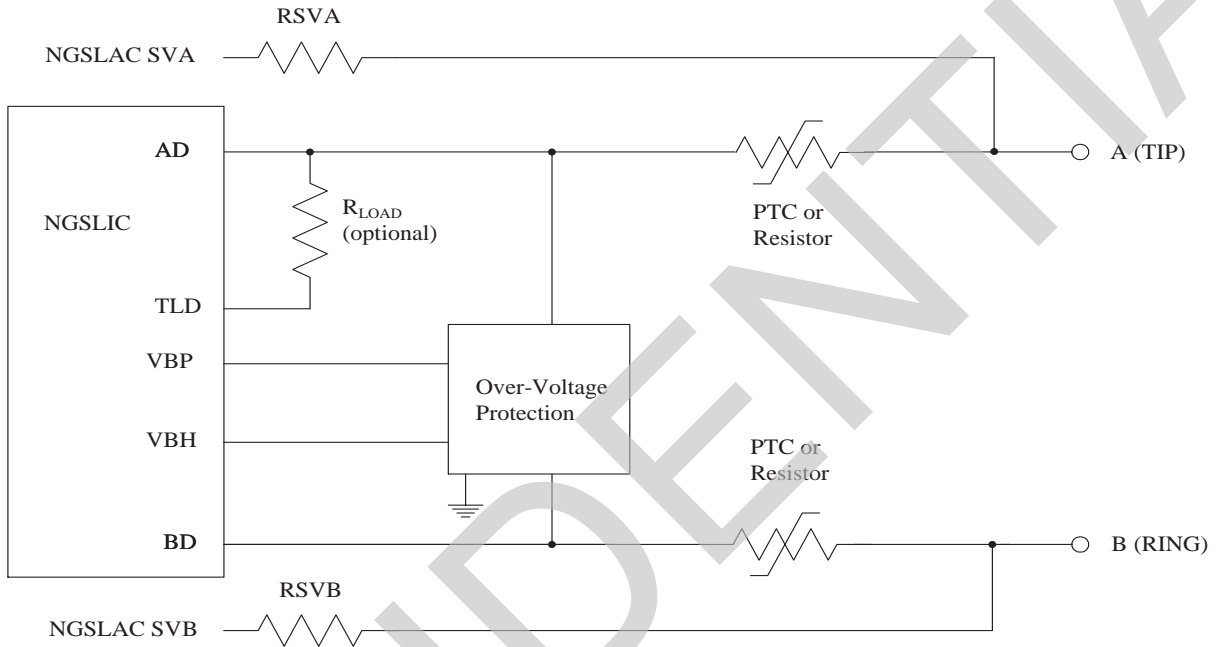 RSVA
NGSLAC SVA
AD
A (TIP)
NGSLIC
R_LOAD
(optional)
PTC or
Resistor
TLD
VBP
Over-Voltage
Protection
VBH
PTC or
Resistor
BD
B (RING)
RSVB
NGSLAC SVB
IDENTIA